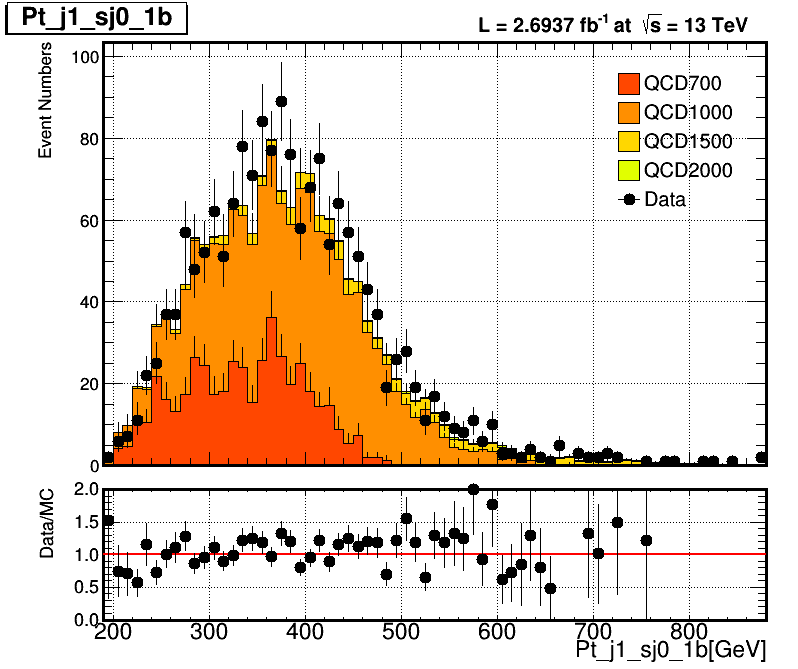 Pt_j1_sj0_1b
L = 2.6937 fb-1 at √s = 13 TeV
Event Numbers
100
80
60
40
20
0
QCD700
QCD1000
QCD1500
QCD2000
Data
Data/MC
2.0
1.5
1.0
0.5
0.0
200 300 400 500 600 700 800
Pt_j1_sj0_1b[GeV]